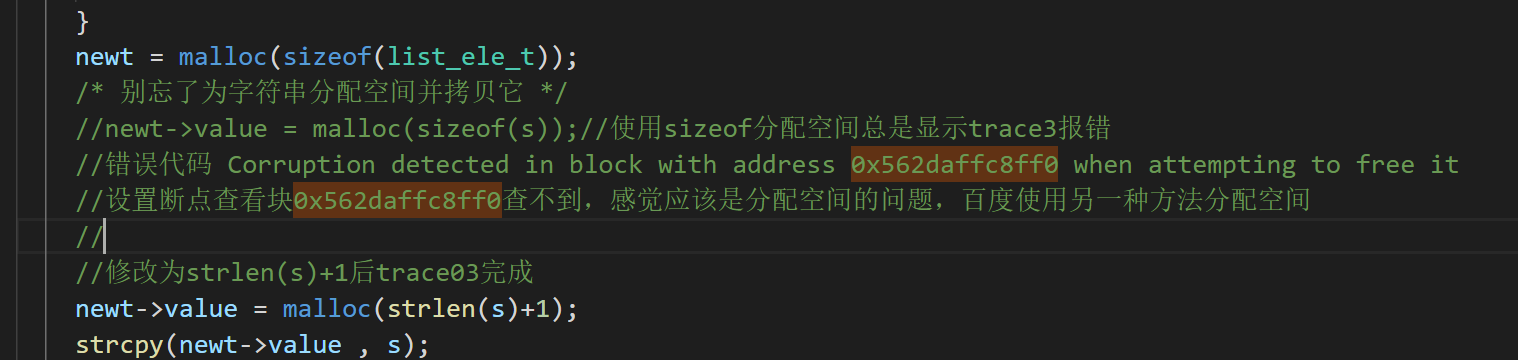 }
newt = malloc(sizeof(list_ele_t));
/* 别忘了为字符串分配空间并拷贝它 */
//newt->value = malloc(sizeof(s));//使用sizeof分配空间总是显示trace3报错
//错误代码 Corruption detected in block with address 0x562daffc8ff0 when attempting to free it
//设置断点查看块0x562daffc8ff0查不到，感觉应该是分配空间的问题，百度使用另一种方法分配空间
//
//修改为strlen(s)+1后trace03完成
newt->value = malloc(strlen(s)+1);
strcpy(newt->value , s);